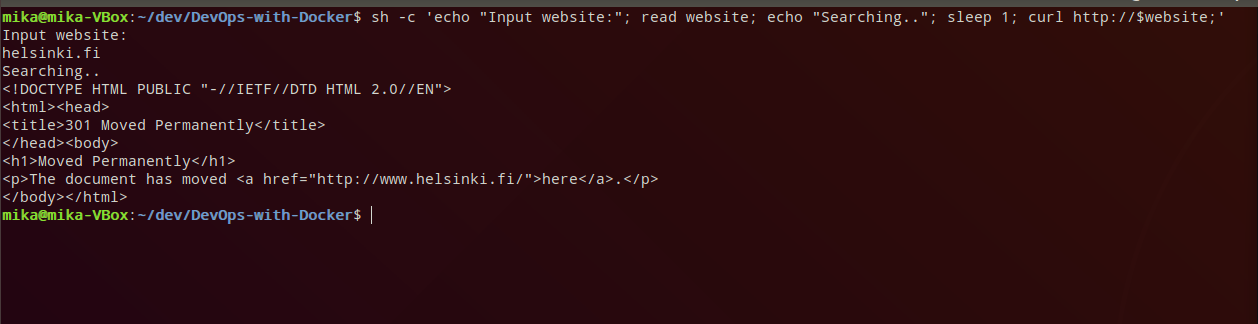 mika@mika-VBox:~/dev/DevOps-with-Docker$ sh -c 'echo "Input website:"; read website; echo "Searching.."; sleep 1; curl http://$website;'
Input website:
helsinki.fi
Searching..
<!DOCTYPE HTML PUBLIC "-//IETF//DTD HTML 2.0//EN">
<html><head>
<title>301 Moved Permanently</title>
</head><body>
<h1>Moved Permanently</h1>
<p>The document has moved <a href="http://www.helsinki.fi/">here</a>.</p>
</body></html>
mika@mika-VBox:~/dev/DevOps-with-Docker$